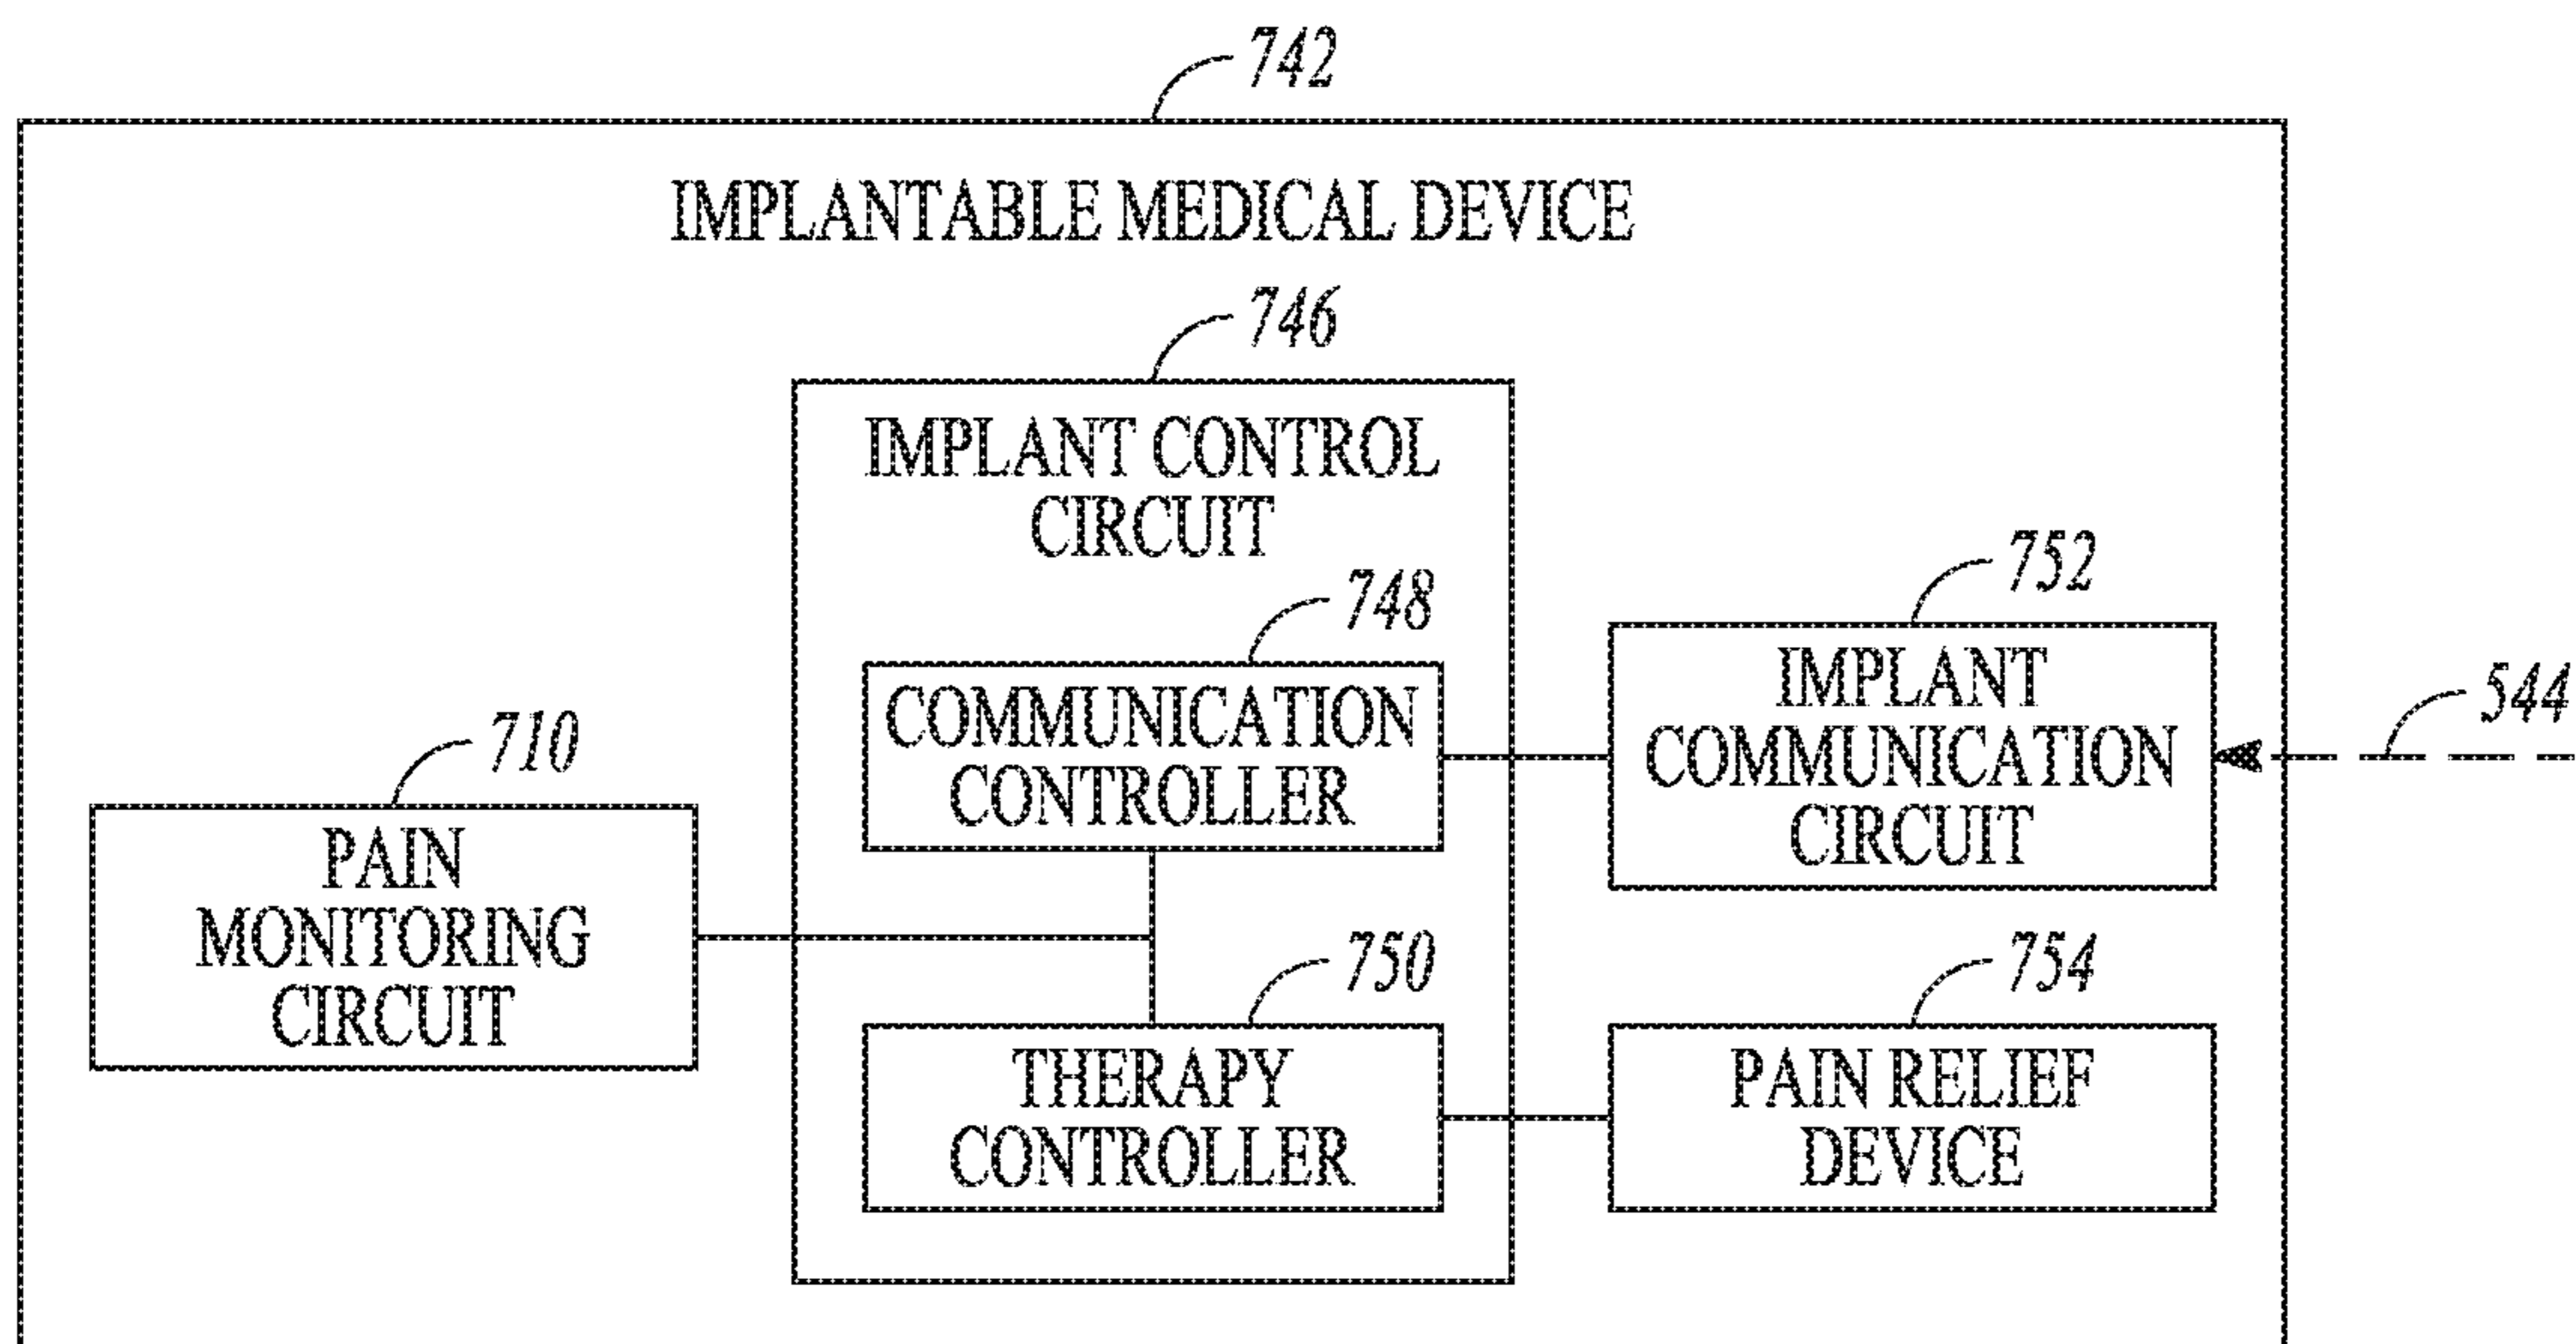 742
IMPLANTABLE MEDICAL DEVICE
746
IMPLANT CONTROL
CIRCUIT
748
COMMUNICATION
CONTROLLER
752
IMPLANT
COMMUNICATION
CIRCUIT
544
710
PAIN
MONITORING
CIRCUIT
750
THERAPY
CONTROLLER
754
PAIN RELIEF
DEVICE